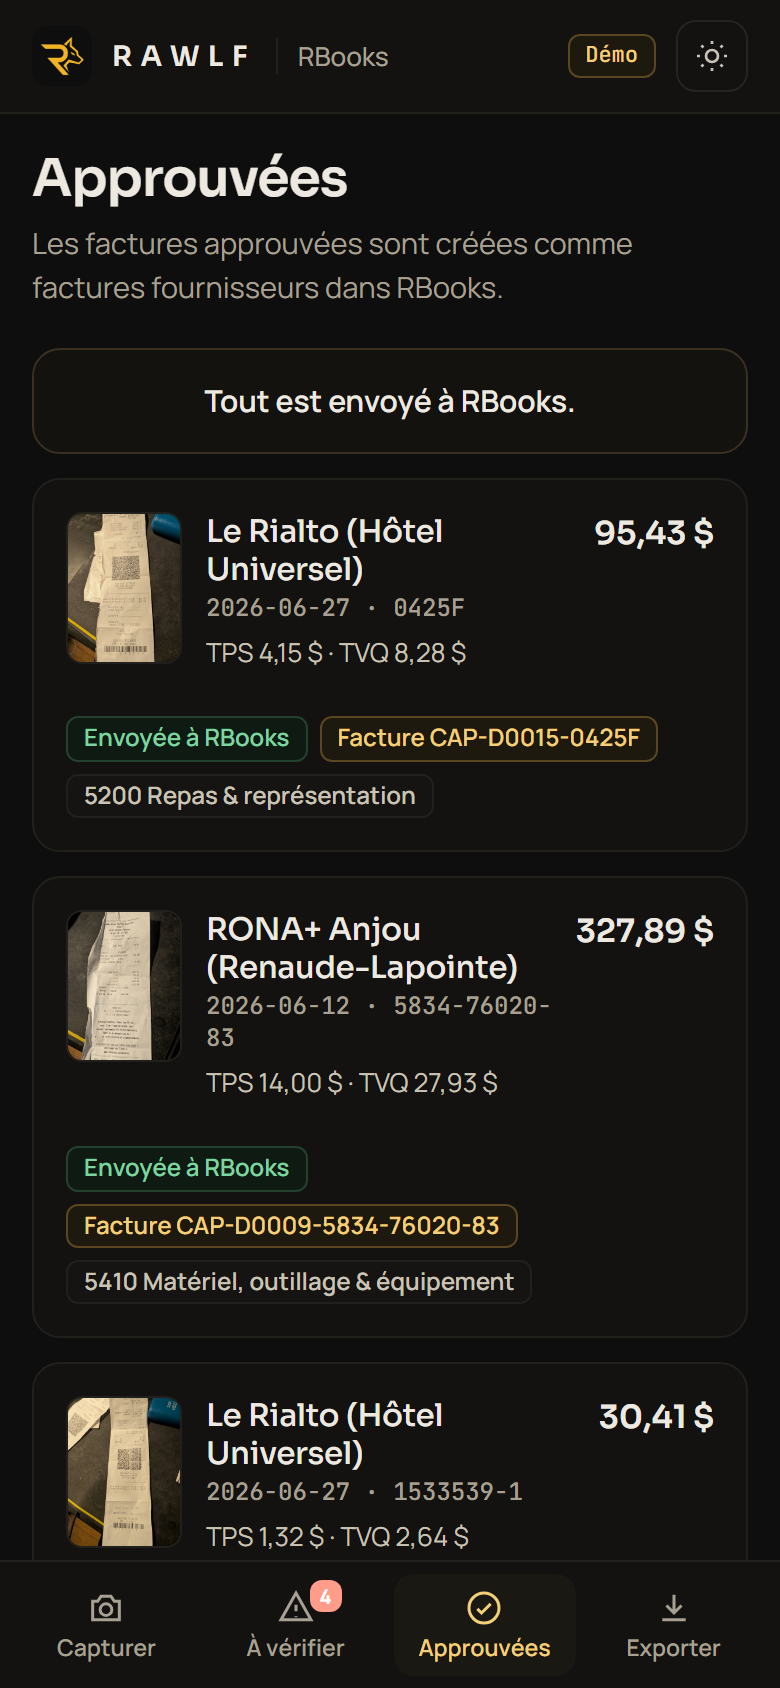 RAWLF
RBooks
Démo
Approuvées
Les factures approuvées sont créées comme
factures fournisseurs dans RBooks.
Tout est envoyé à RBooks.
Le Rialto (Hôtel
Universel)
95,43 $
2026-06-27 · 0425F
TPS 4,15 $ · TVQ 8,28 $
Envoyée à RBooks
Facture CAP-D0015-0425F
5200 Repas & représentation
RONA+ Anjou
(Renaude-Lapointe)
327,89 $
2026-06-12 · 5834-76020-
83
TPS 14,00 $ · TVQ 27,93 $
Envoyée à RBooks
Facture CAP-D0009-5834-76020-83
5410 Matériel, outillage & équipement
Le Rialto (Hôtel
Universel)
30,41 $
2026-06-27 · 1533539-1
TPS 1,32 $ · TVQ 2,64 $
4
Capturer
À vérifier
Approuvées
Exporter